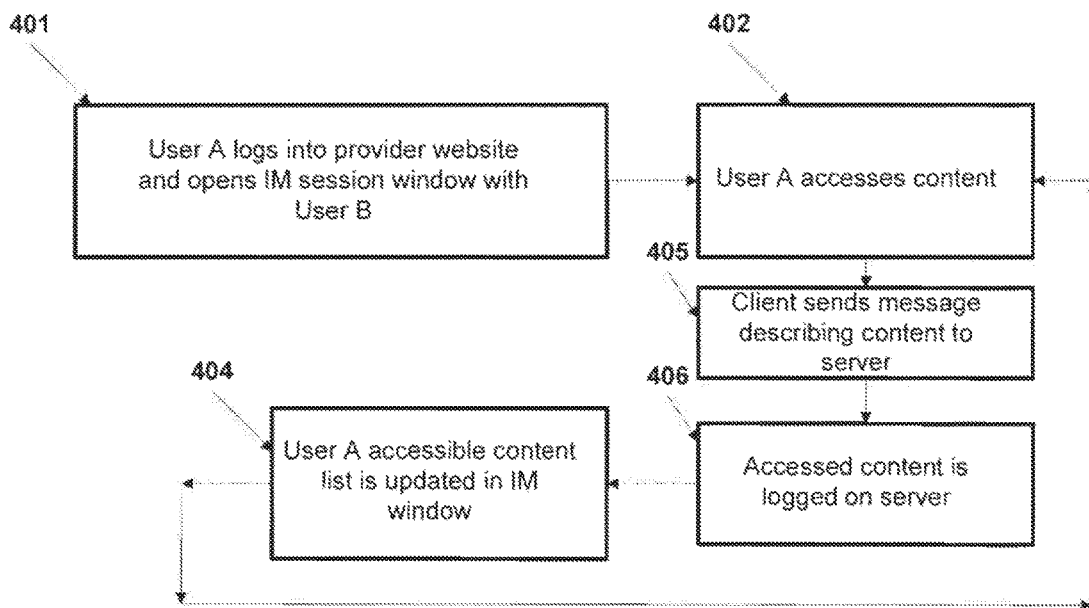 401
402
User A logs into provider website
and opens IM session window with
User B
User A accesses content
405
Client sends message
describing content to
server
404
406
User A accessible content
list is updated in IM
window
Accessed content is
logged on server